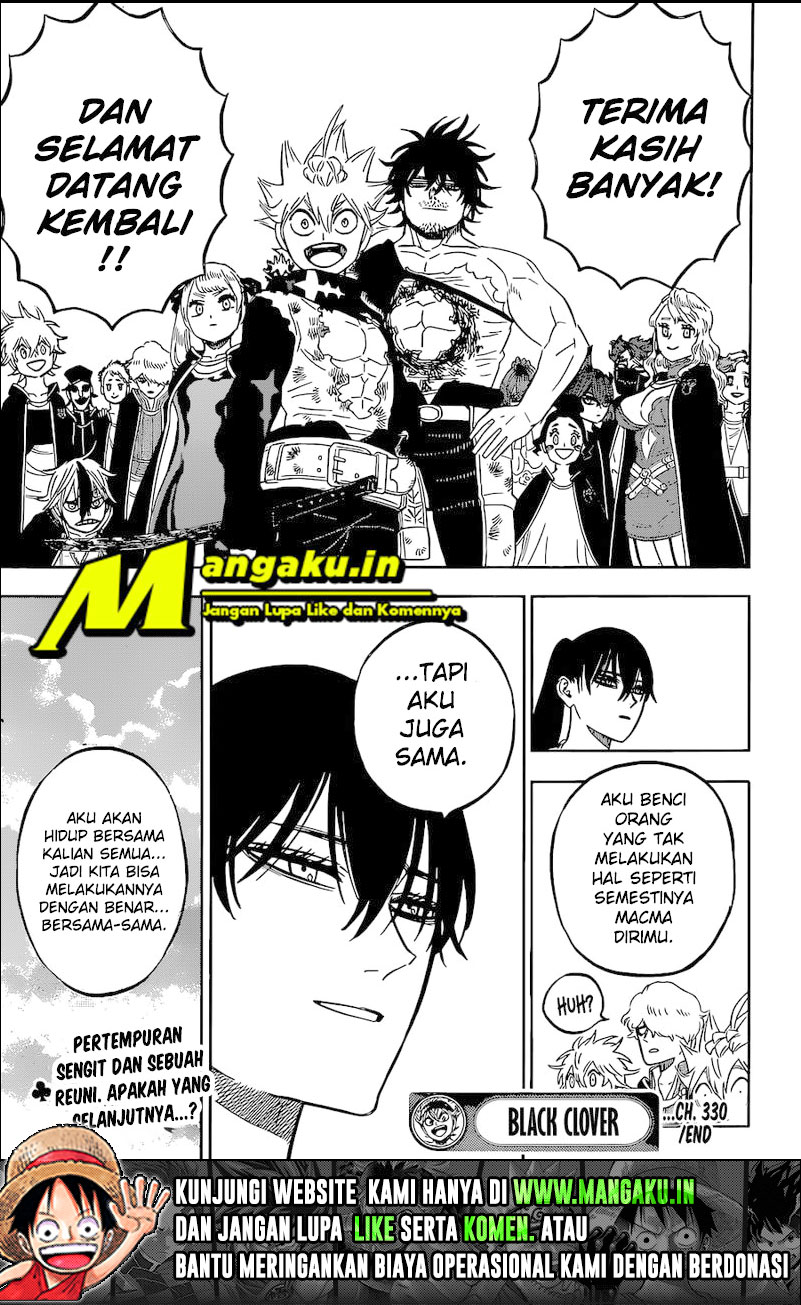 TERIMA
KASIH
BANYAK!
DAN
SELAMAT
DATANG
KEMBALI
!!
Mangaku.in
Jangan Lupa Like dan Komennya
AKU BENCI
ORANG
YANG TAK
MELAKUKAN
HAL SEPERTI
SEMESTINYA
MACMA
DIRIMU.
HUH?
...TAPI
AKU
JUGA
SAMA.
AKU AKAN
HIDUP BERSAMA
KALIAN SEMUA...
JADI KITA BISA
MELAKUKANNYA
DENGAN BENAR...
BERSAMA-SAMA.
PERTEMPURAN
SENGIT DAN SEBUAH
REUNI. APAKAH YANG
SELANJUTNYA...?
BLACK CLOVER
...CH. 330
/END
KUNJUNGI WEBSITE KAMI HANYA DI WWW.MANGAKU.IN
DAN JANGAN LUPA LIKE SERTA KOMEN. ATAU
BANTU MERINGANKAN BIAYA OPERASIONAL KAMI DENGAN BERDONASI